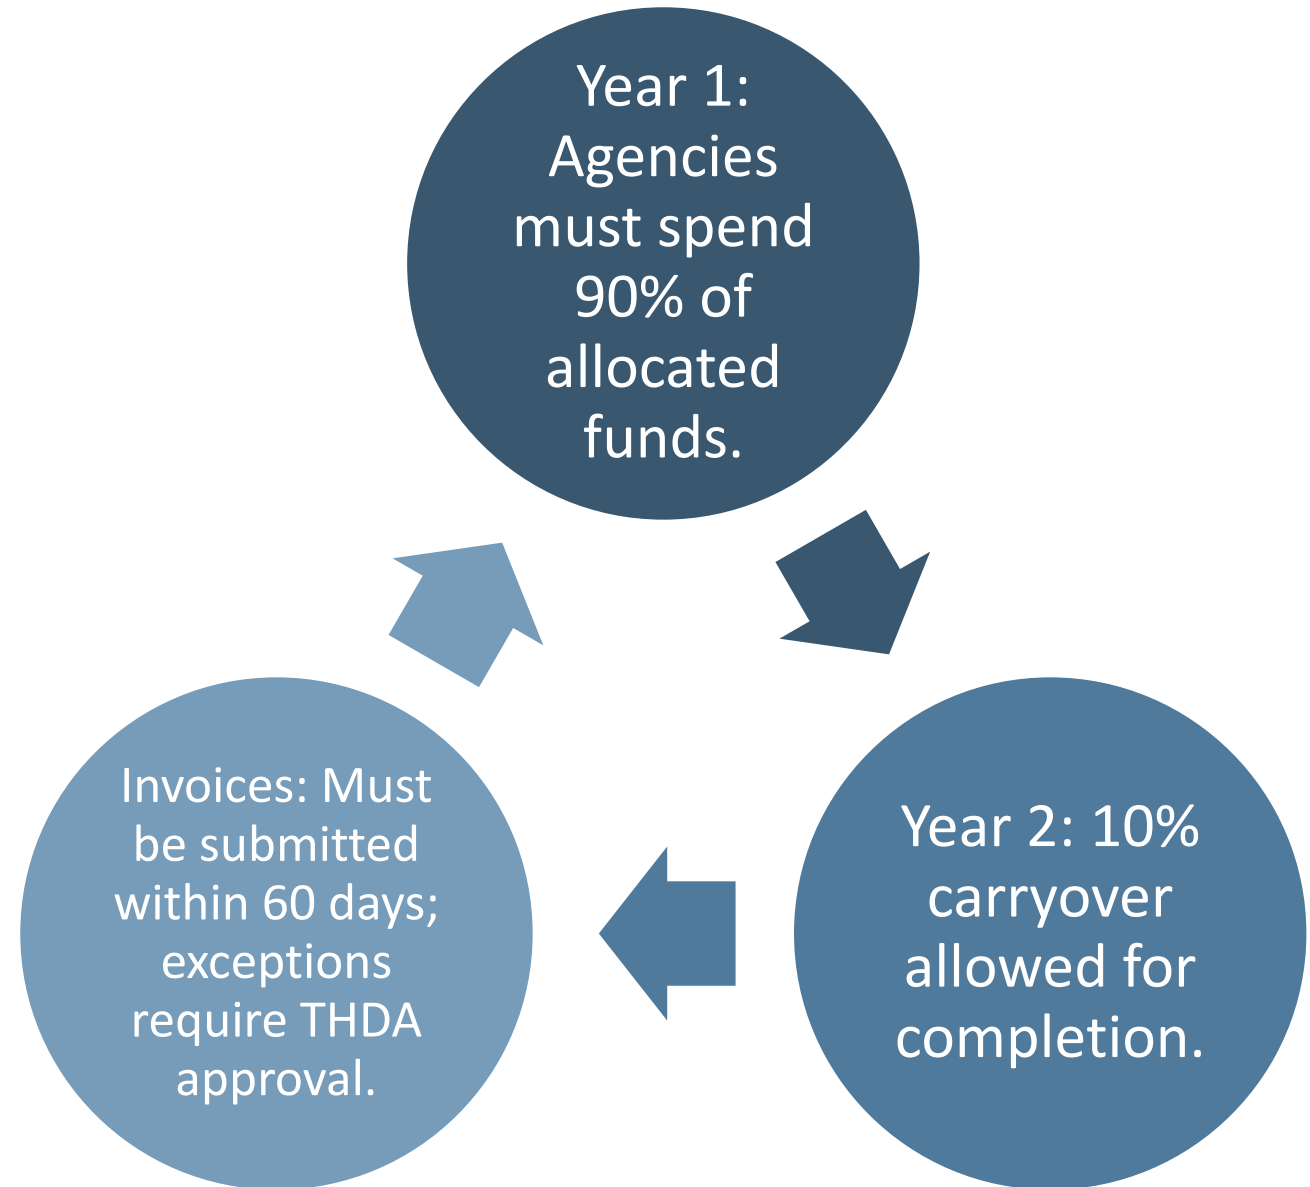 Year 1:
Agencies
must spend
90% of
allocated
funds.
Year 2: 10%
carryover
allowed for
completion.
Invoices: Must
be submitted
within 60 days;
exceptions
require THDA
approval.